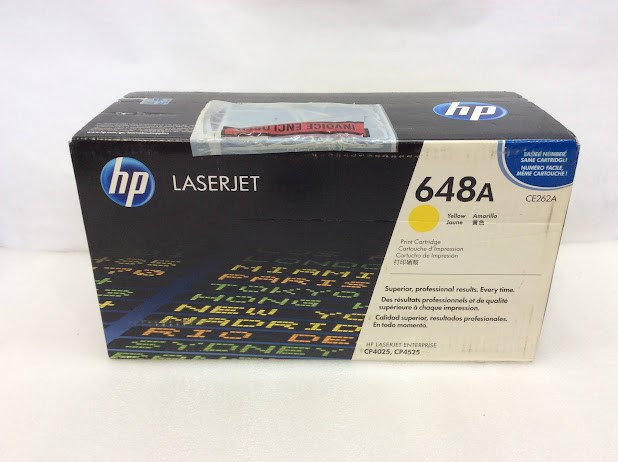 hp
INVOICE ENCLOSED
hp
LASERJET
EASIER NUMBER,
SAME CARTRIDGE!
NUMÉRO FACILE,
MÊME CARTOUCHE!
648A
CE262A
Yellow Amarillo
Jaune 黄色
Print Cartridge
Cartouche d'impression
Cartucho de impresión
打印硒鼓
Superior, professional results. Every time.
Des résultats professionnels et de qualité
supérieure à chaque impression.
Calidad superior, resultados profesionales.
En todo momento.
HP LASERJET ENTERPRISE
CP4025, CP4525
MIAMI
PARIS
TOKYO
HONG
NEW YO
MADRID
RIO DE
SYDNEY